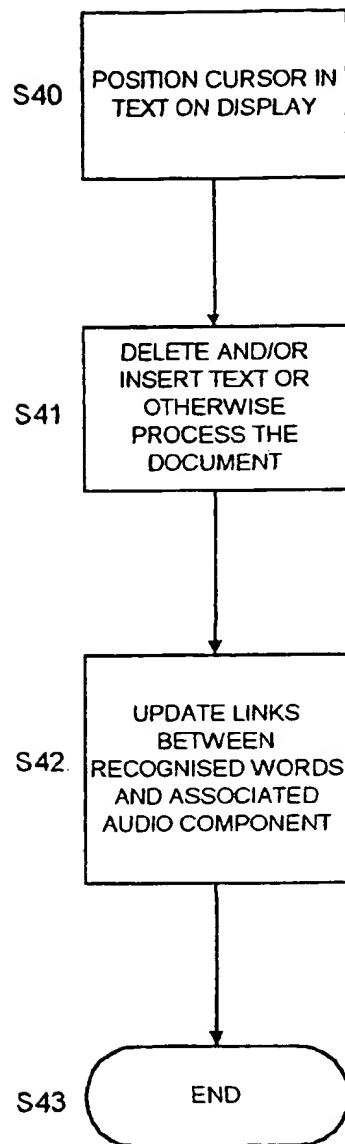 S40
POSITION CURSOR IN
TEXT ON DISPLAY
S41
DELETE AND/OR
INSERT TEXT OR
OTHERWISE
PROCESS THE
DOCUMENT
S42
UPDATE LINKS
BETWEEN
RECOGNISED WORDS
AND ASSOCIATED
AUDIO COMPONENT
S43
END